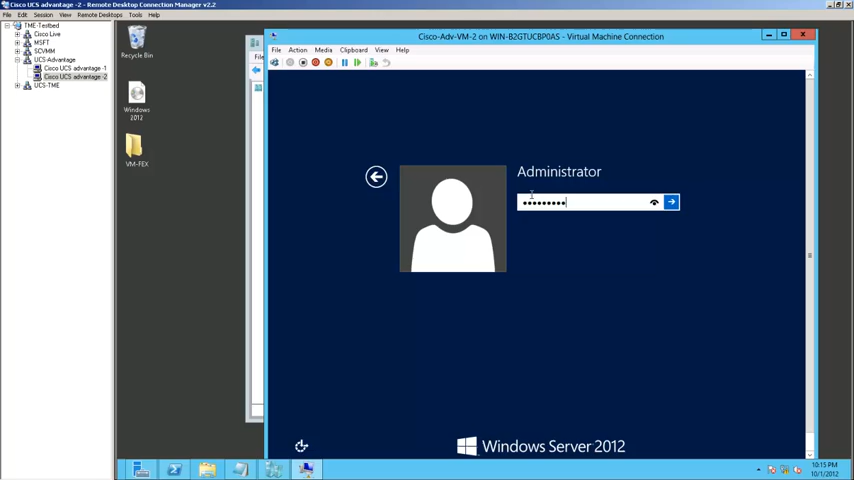 Cisco UCS advantage -2 - Remote Desktop Connection Manager v2.2
File Edit Session View Remote Desktops Tools Help
TME-Testbed
Cisco Live
MSFT
SCVMM
UCS-Advantage
Cisco UCS advantage -1
Cisco UCS advantage -2
UCS-TME
Recycle Bin
Windows
2012
VM-FEX
File
Cisco-Adv-VM-2 on WIN-B2GTUCBP0AS - Virtual Machine Connection
File Action Media Clipboard View Help
Administrator
Windows Server 2012
10:15 PM
10/1/2012